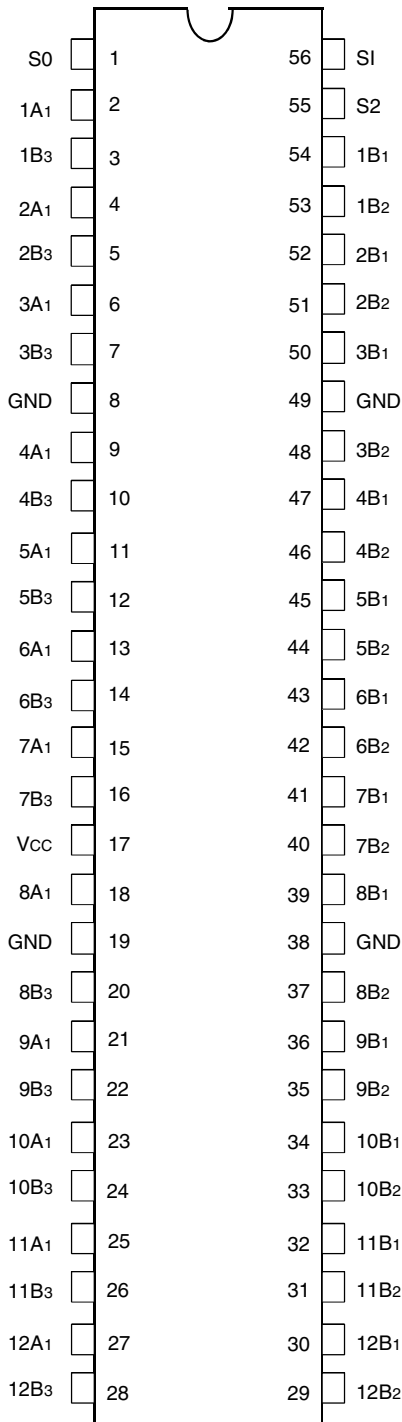 S0 1 56 SI
1A1 2 55 S2
1B3 3 54 1B1
2A1 4 53 1B2
2B3 5 52 2B1
3A1 6 51 2B2
3B3 7 50 3B1
GND 8 49 GND
4A1 9 48 3B2
4B3 10 47 4B1
5A1 11 46 4B2
5B3 12 45 5B1
6A1 13 44 5B2
6B3 14 43 6B1
7A1 15 42 6B2
7B3 16 41 7B1
VCC 17 40 7B2
8A1 18 39 8B1
GND 19 38 GND
8B3 20 37 8B2
9A1 21 36 9B1
9B3 22 35 9B2
10A1 23 34 10B1
10B3 24 33 10B2
11A1 25 32 11B1
11B3 26 31 11B2
12A1 27 30 12B1
12B3 28 29 12B2